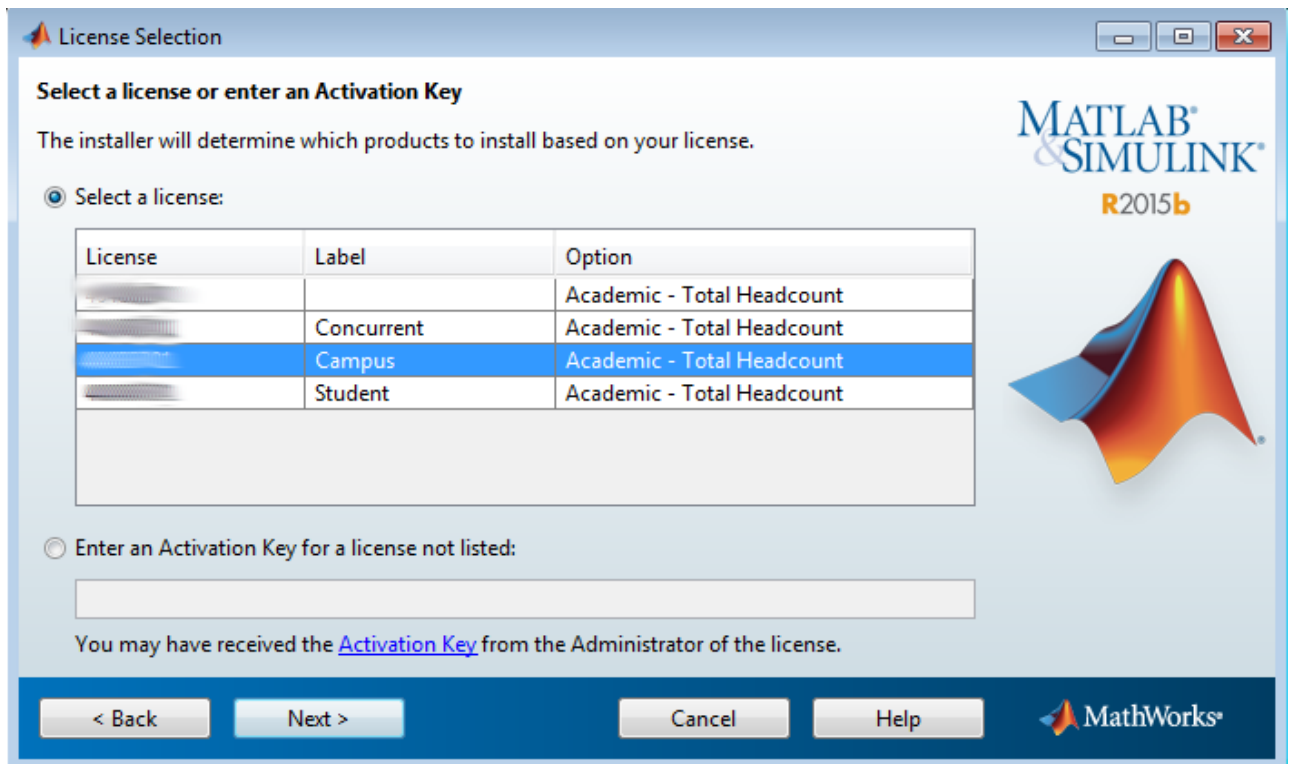 License Selection
Select a license or enter an Activation Key
The installer will determine which products to install based on your license.
MATLAB®
&SIMULINK®
R2015b
Select a license:
License Label Option
Academic - Total Headcount
Concurrent Academic - Total Headcount
Campus Academic - Total Headcount
Student Academic - Total Headcount
Enter an Activation Key for a license not listed:
You may have received the Activation Key from the Administrator of the license.
< Back Next > Cancel Help MathWorks®